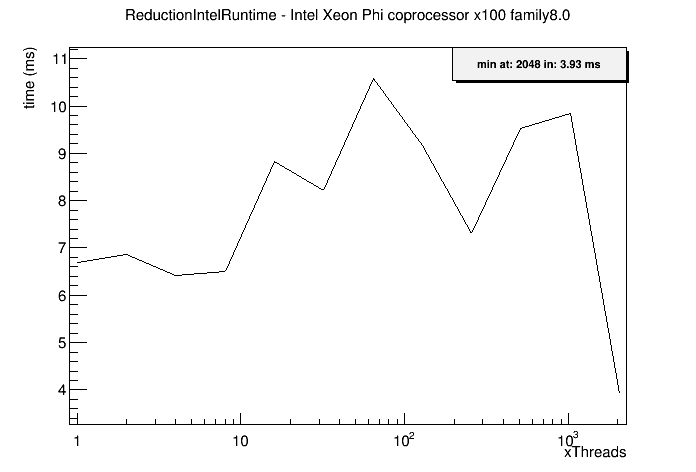 ReductionIntelRuntime - Intel Xeon Phi coprocessor x100 family8.0
time (ms)
min at: 2048 in: 3.93 ms
11
10
9
8
7
6
5
4
1 10 10² 10³
xThreads